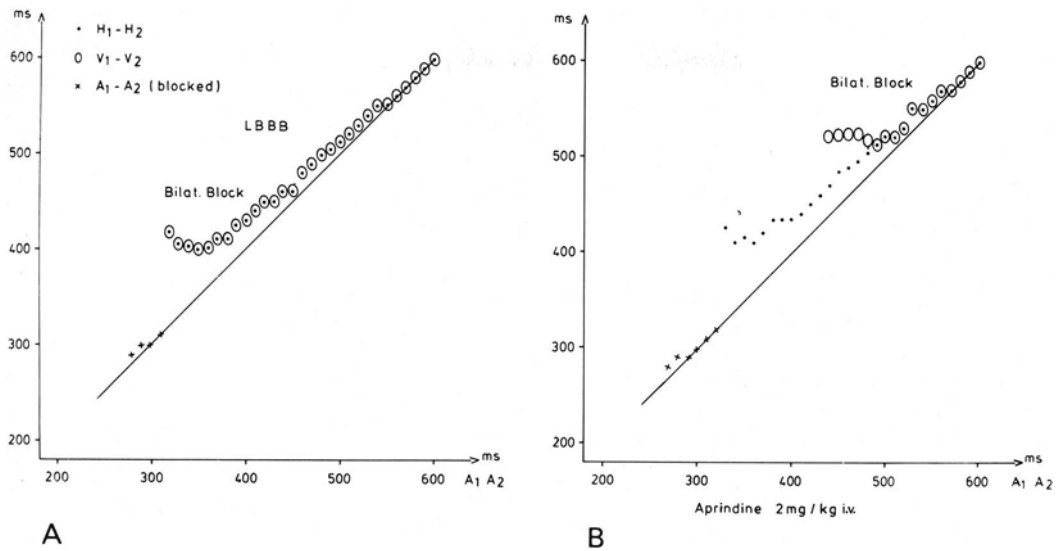 ms
• H₁ - H₂
O V₁ - V₂
× A₁ - A₂ (blocked)
600
LBBB
500
Bilat. Block
400
300
200
200 300 400 500 600
ms
A₁ A₂
A
ms
600
Bilat. Block
500
400
300
200
200 300 400 500 600
ms
A₁ A₂
Aprindine 2 mg / kg i.v.
B